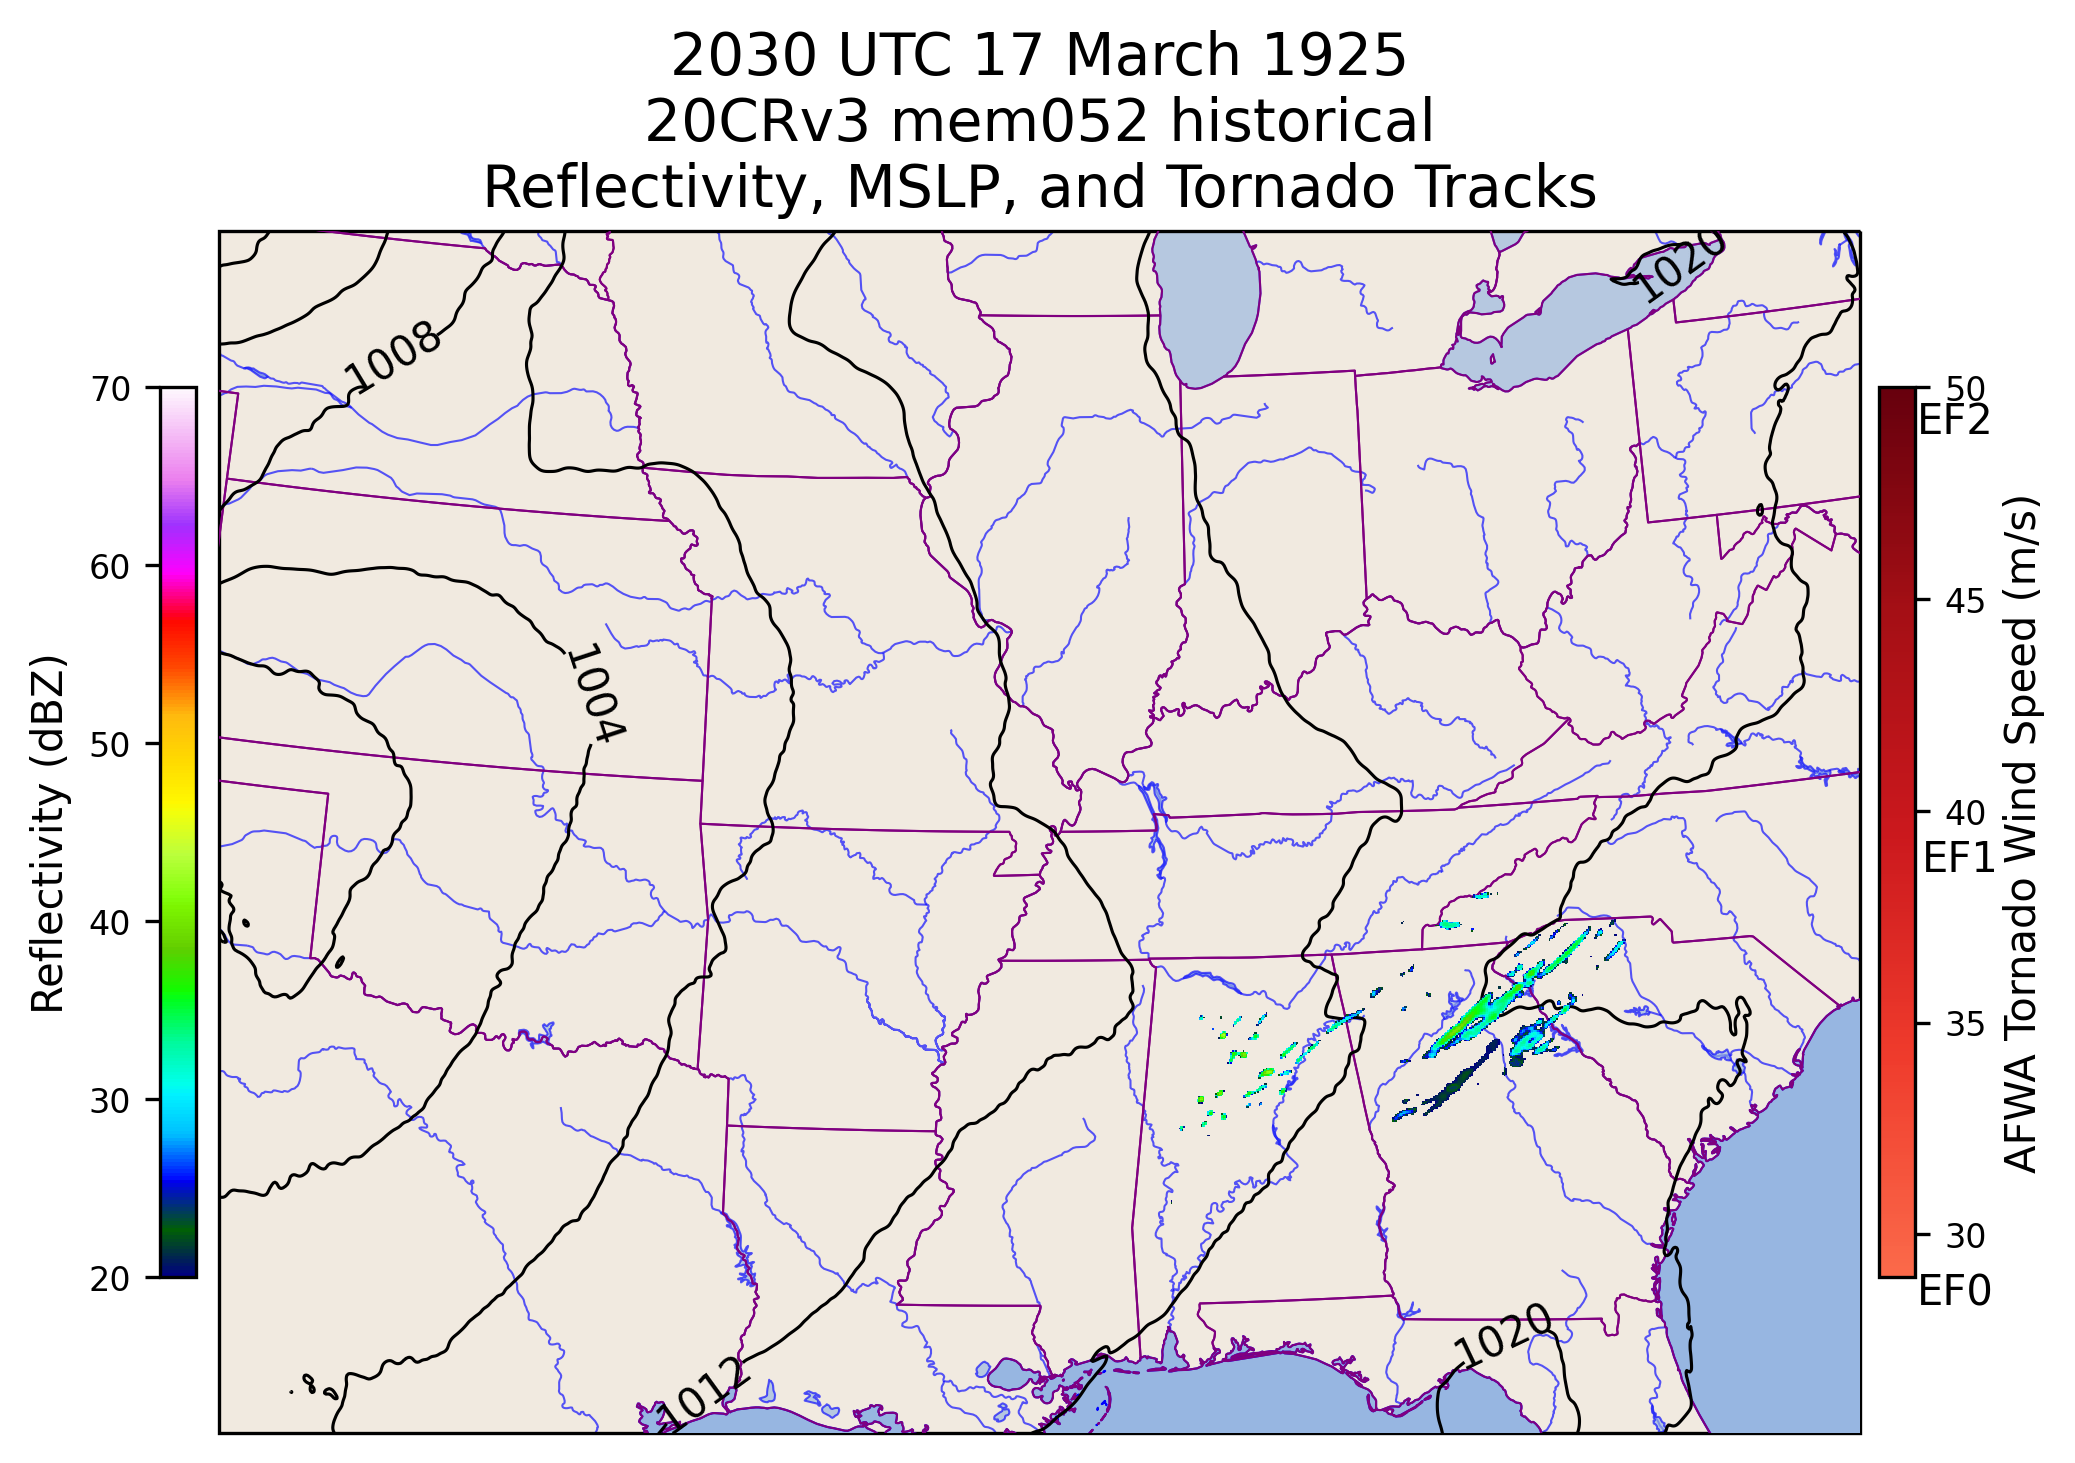 2030 UTC 17 March 1925
20CRv3 mem052 historical
Reflectivity, MSLP, and Tornado Tracks
1020
1008
1004
1012
1020
70
60
50
40
30
20
Reflectivity (dBZ)
50
EF2
45
40
EF1
35
30
EF0
AFWA Tornado Wind Speed (m/s)